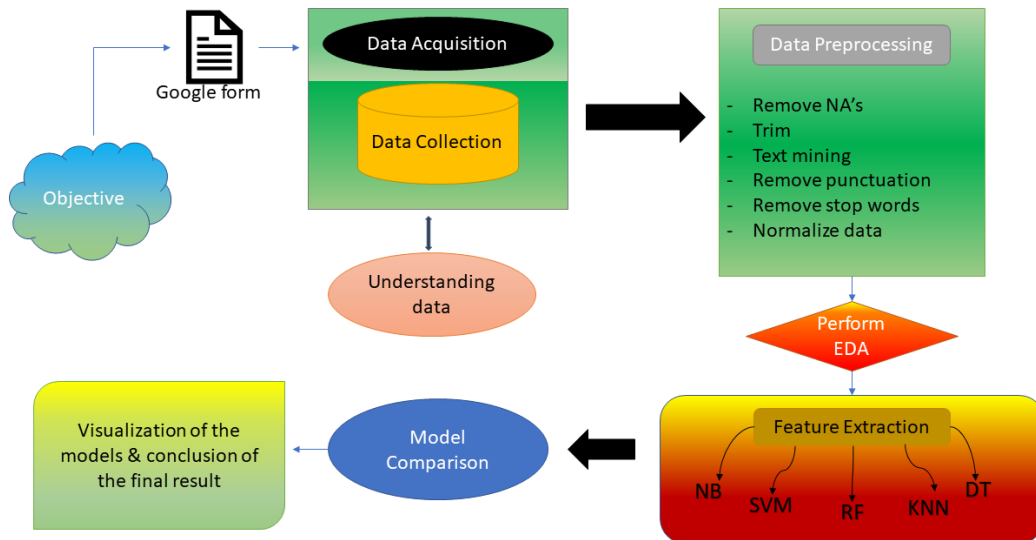 Objective
Google form
Data Acquisition
Data Collection
Understanding
data
Data Preprocessing
- Remove NA's
- Trim
- Text mining
- Remove punctuation
- Remove stop words
- Normalize data
Perform
EDA
Feature Extraction
NB
SVM
RF
KNN
DT
Model
Comparison
Visualization of the
models & conclusion of
the final result